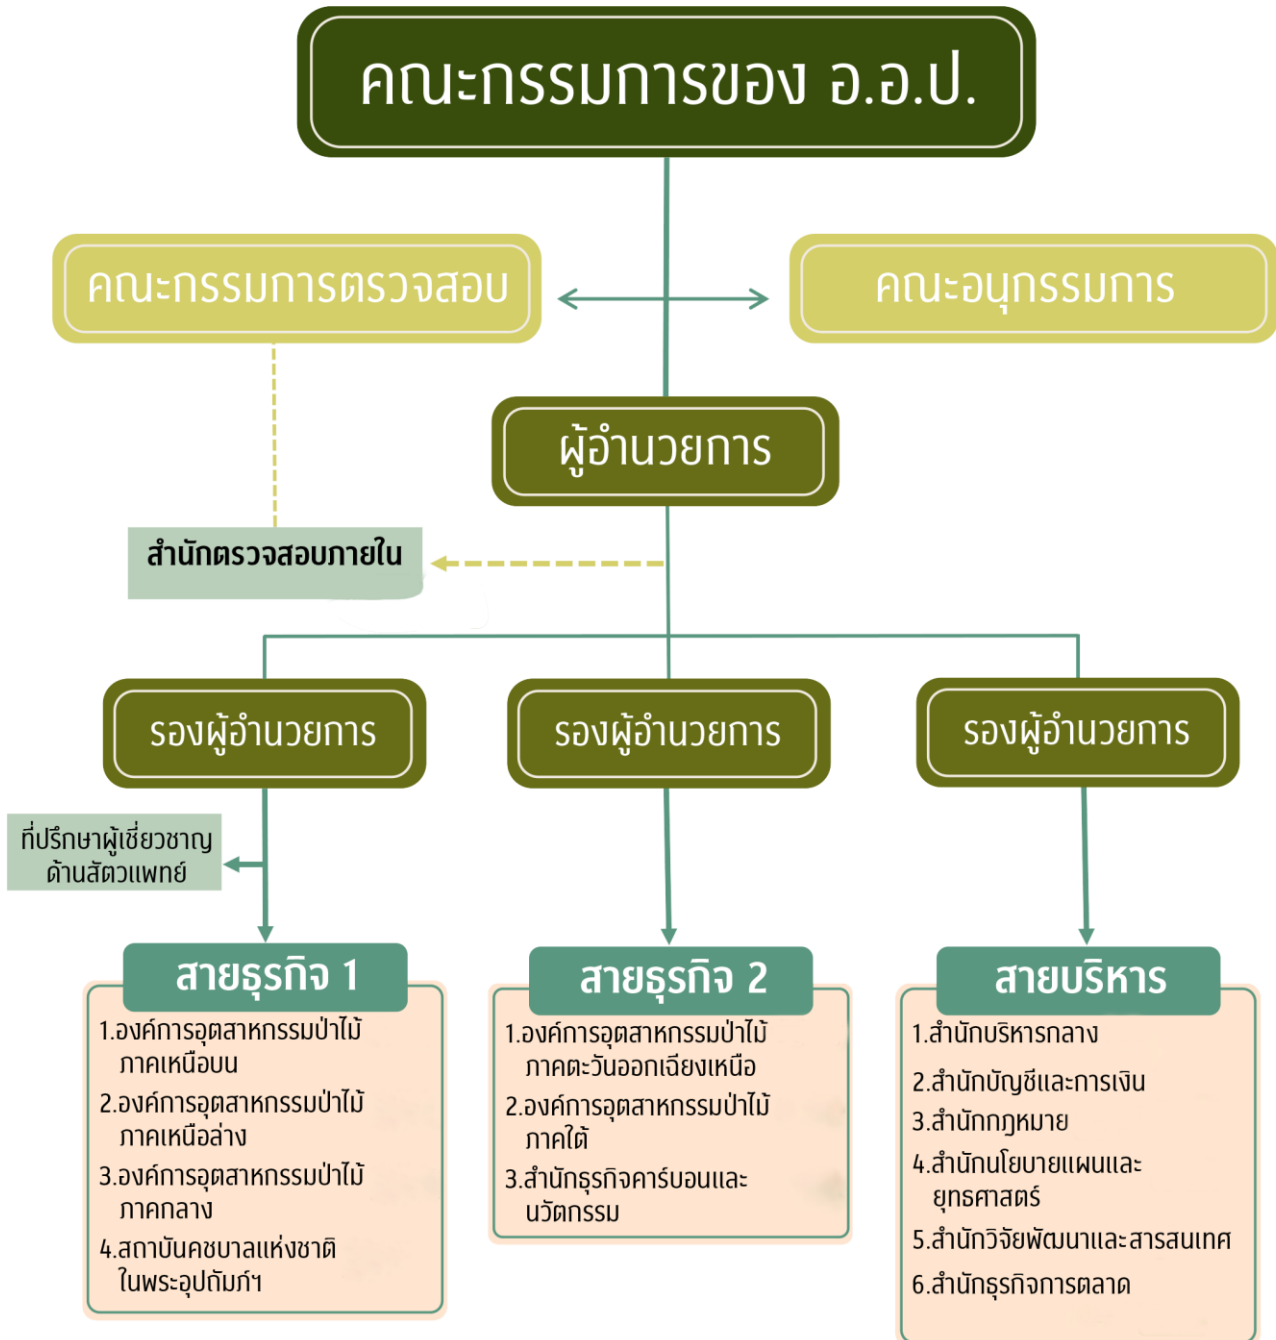 คณะกรรมการของ อ.อ.ป.
คณะกรรมการตรวจสอบ
คณะอนุกรรมการ
ผู้อำนวยการ
สำนักตรวจสอบภายใน
รองผู้อำนวยการ
รองผู้อำนวยการ
รองผู้อำนวยการ
ที่ปรึกษาผู้เชี่ยวชาญ
ด้านสัตวแพทย์
สายธุรกิจ 1
1.องค์การอุตสาหกรรมป่าไม้
ภาคเหนือบน
2.องค์การอุตสาหกรรมป่าไม้
ภาคเหนือล่าง
3.องค์การอุตสาหกรรมป่าไม้
ภาคกลาง
4.สถาบันคชบาลแห่งชาติ
ในพระอุปถัมภ์ฯ
สายธุรกิจ 2
1.องค์การอุตสาหกรรมป่าไม้
ภาคตะวันออกเฉียงเหนือ
2.องค์การอุตสาหกรรมป่าไม้
ภาคใต้
3.สำนักธุรกิจคาร์บอนและ
นวัตกรรม
สายบริหาร
1.สำนักบริหารกลาง
2.สำนักบัญชีและการเงิน
3.สำนักกฎหมาย
4.สำนักนโยบายแผนและ
ยุทธศาสตร์
5.สำนักวิจัยพัฒนาและสารสนเทศ
6.สำนักธุรกิจการตลาด